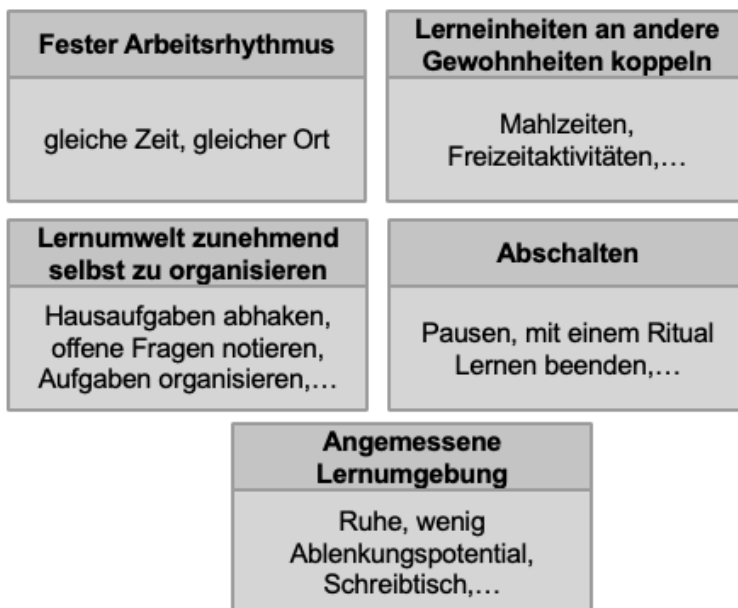 Fester Arbeitsrhythmus
gleiche Zeit, gleicher Ort
Lerneinheiten an andere
Gewohnheiten koppeln
Mahlzeiten,
Freizeitaktivitäten,…
Lernumwelt zunehmend
selbst zu organisieren
Hausaufgaben abhaken,
offene Fragen notieren,
Aufgaben organisieren,…
Abschalten
Pausen, mit einem Ritual
Lernen beenden,…
Angemessene
Lernumgebung
Ruhe, wenig
Ablenkungspotential,
Schreibtisch,…